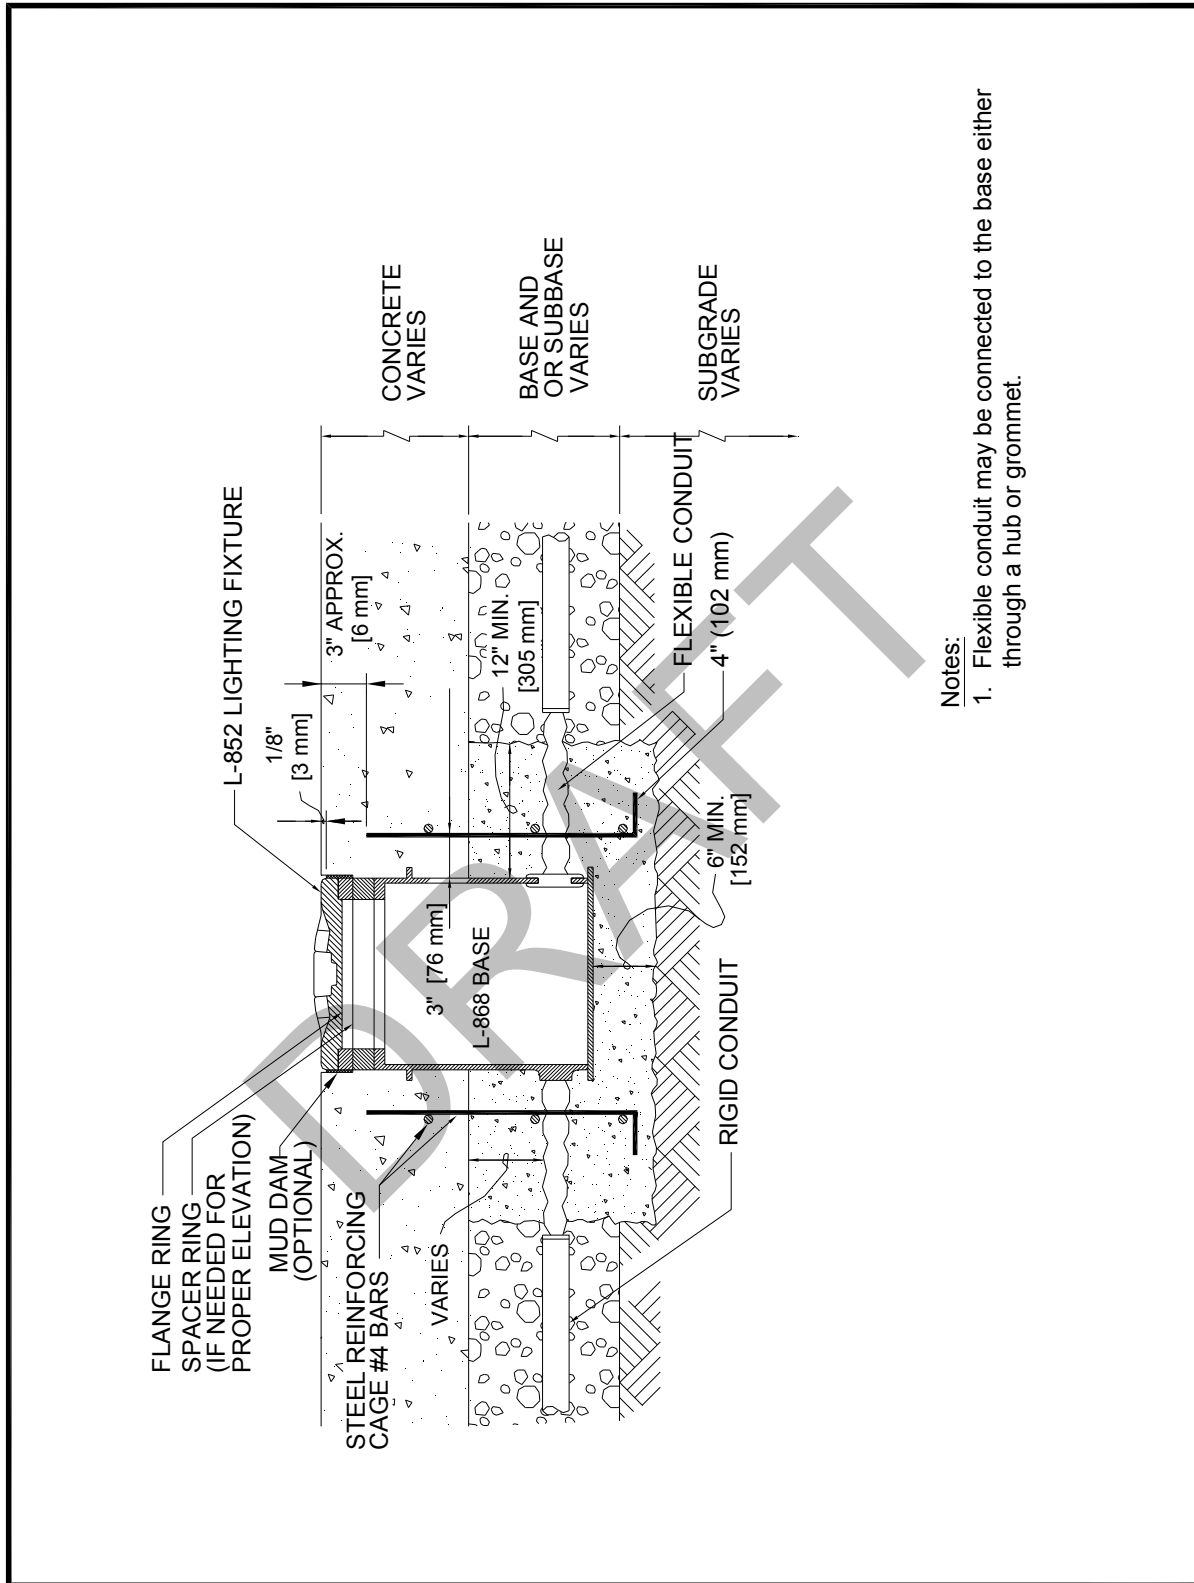 L-852 LIGHTING FIXTURE
FLANGE RING
SPACER RING
(IF NEEDED FOR
PROPER ELEVATION)
MUD DAM
(OPTIONAL)
STEEL REINFORCING
CAGE #4 BARS
VARIES
1/8"
[3 mm]
3" APPROX.
[6 mm]
CONCRETE
VARIES
3" [76 mm]
L-868 BASE
12" MIN.
[305 mm]
BASE AND
OR SUBBASE
VARIES
SUBGRADE
VARIES
FLEXIBLE CONDUIT
4" (102 mm)
6" MIN.
[152 mm]
RIGID CONDUIT
DRAFT
Notes:
1. Flexible conduit may be connected to the base either
through a hub or grommet.